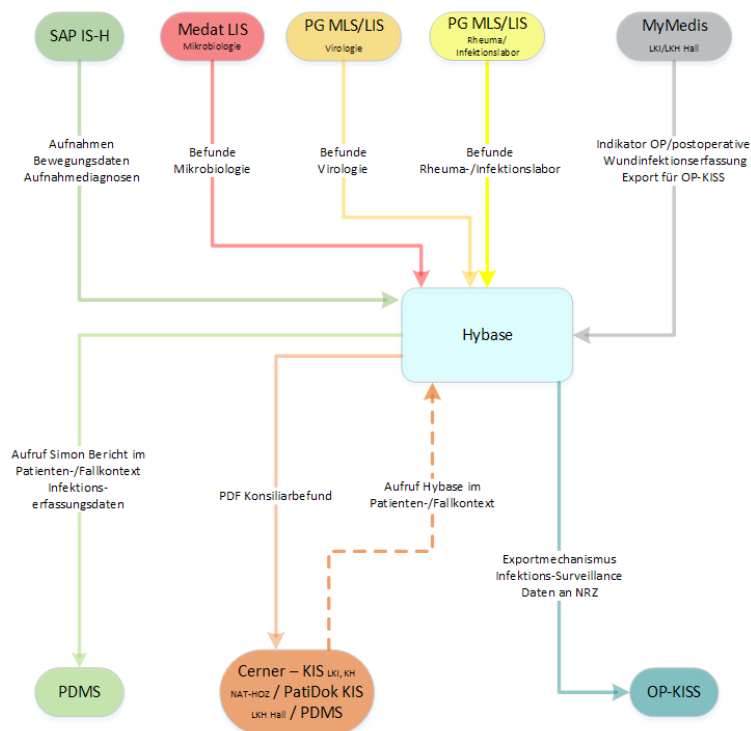 SAP IS-H
Medat LIS
Mikrobiologie
PG MLS/LIS
Virologie
PG MLS/LIS
Rheuma/
Infektionslabor
MyMedis
LKI/LKH Hall
Aufnahmen
Bewegungsdaten
Aufnahmediagnosen
Befunde
Mikrobiologie
Befunde
Virologie
Befunde
Rheuma-/Infektionslabor
Indikator OP/postoperative
Wundinfektionserfassung
Export für OP-KISS
Hybase
Aufruf Simon Bericht im
Patienten-/Fallkontext
Infektions-
erfassungsdaten
PDF Konsiliarbefund
Aufruf Hybase im
Patienten-/Fallkontext
Exportmechanismus
Infektions-Surveillance
Daten an NRZ
PDMS
Cerner – KIS LKI, KH
NAT-HOZ / PatiDok KIS
LKH Hall / PDMS
OP-KISS